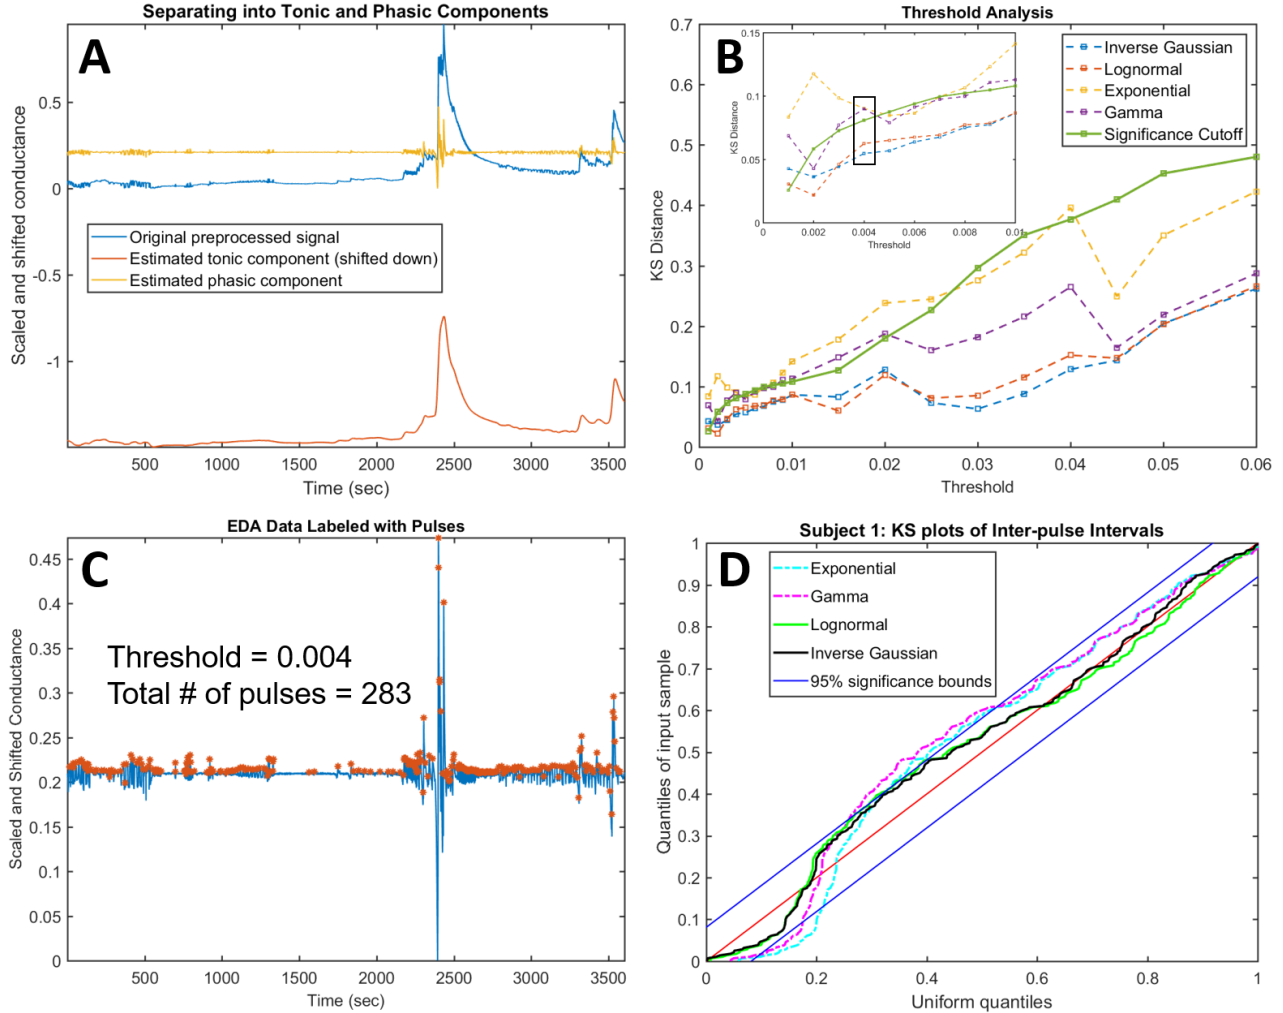 Separating into Tonic and Phasic Components
A
Scaled and shifted conductance
0.5
0
-0.5
-1
Original preprocessed signal
Estimated tonic component (shifted down)
Estimated phasic component
500 1000 1500 2000 2500 3000 3500
Time (sec)
Threshold Analysis
B
KS Distance
0.7
0.6
0.5
0.4
0.3
0.2
0.1
0
0.15
0.1
0.05
0
KS Distance
0 0.002 0.004 0.006 0.008 0.01
Threshold
Inverse Gaussian
Lognormal
Exponential
Gamma
Significance Cutoff
0 0.01 0.02 0.03 0.04 0.05 0.06
Threshold
EDA Data Labeled with Pulses
C
Scaled and Shifted Conductance
0.45
0.4
0.35
0.3
0.25
0.2
0.15
0.1
0.05
0
Threshold = 0.004
Total # of pulses = 283
500 1000 1500 2000 2500 3000 3500
Time (sec)
Subject 1: KS plots of Inter-pulse Intervals
D
Quantiles of input sample
1
0.9
0.8
0.7
0.6
0.5
0.4
0.3
0.2
0.1
0
Exponential
Gamma
Lognormal
Inverse Gaussian
95% significance bounds
0 0.2 0.4 0.6 0.8 1
Uniform quantiles